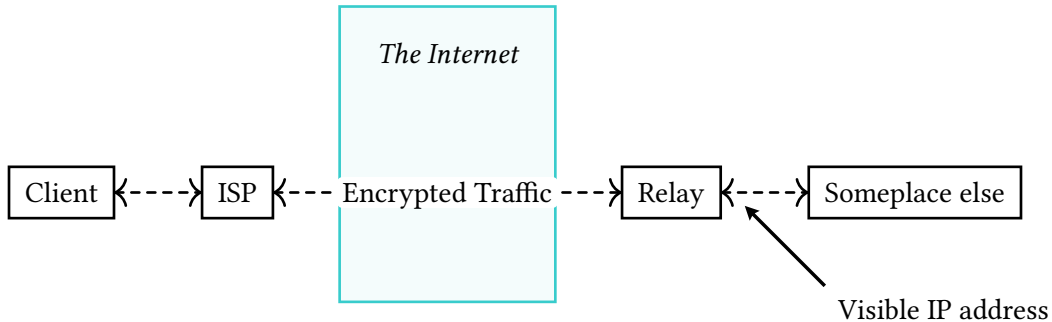 The Internet
Client
ISP
Encrypted Traffic
Relay
Someplace else
Visible IP address